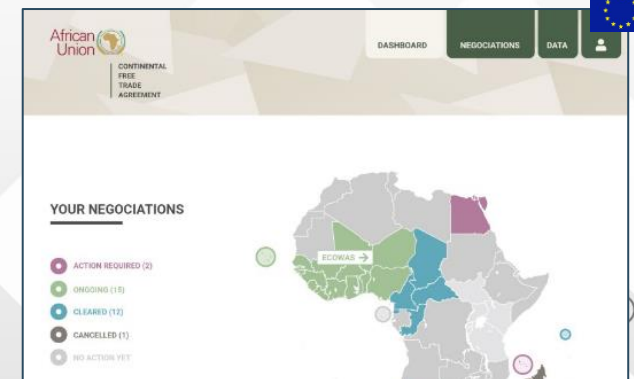 African
Union
CONTINENTAL
FREE
TRADE
AGREEMENT
DASHBOARD
NEGOCIATIONS
DATA
YOUR NEGOCIATIONS
ACTION REQUIRED (2)
ONGOING (15)
CLEARED (12)
CANCELLED (1)
NO ACTION YET
ECOWAS →